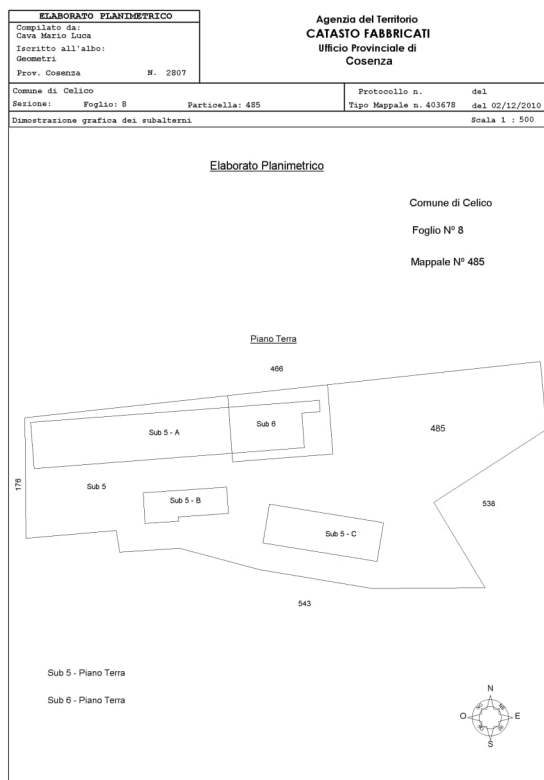 ELABORATO PLANIMETRICO
Compilato da:
Cava Mario Luca
Iscritto all'albo:
Geometri
Prov. Cosenza N. 2807
Agenzia del Territorio
CATASTO FABBRICATI
Ufficio Provinciale di
Cosenza
Comune di Celico
Sezione: Foglio: 8 Particella: 485
Protocollo n. del
Tipo Mappale n. 403678 del 02/12/2010
Dimostrazione grafica dei subalterni Scala 1 : 500
Elaborato Planimetrico
Comune di Celico
Foglio Nº 8
Mappale Nº 485
Piano Terra
466
Sub 5 - A
Sub 6
485
178
Sub 5
Sub 5 - B
538
Sub 5 - C
543
Sub 5 - Piano Terra
Sub 6 - Piano Terra
N
O
E
S